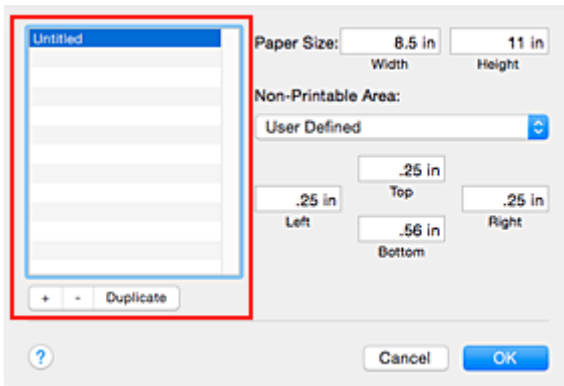 Untitled
Paper Size: 8.5 in 11 in
Width Height
Non-Printable Area:
User Defined
.25 in
Top
.25 in .25 in
Left Right
.56 in
Bottom
+ - Duplicate
? Cancel OK